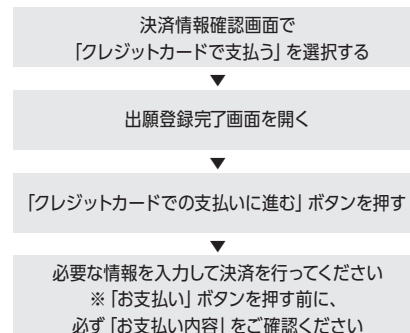 決済情報確認画面で
「クレジットカードで支払う」を選択する
▼
出願登録完了画面を開く
▼
「クレジットカードでの支払いに進む」ボタンを押す
▼
必要な情報を入力して決済を行ってください
※「お支払い」ボタンを押す前に、
必ず「お支払い内容」をご確認ください